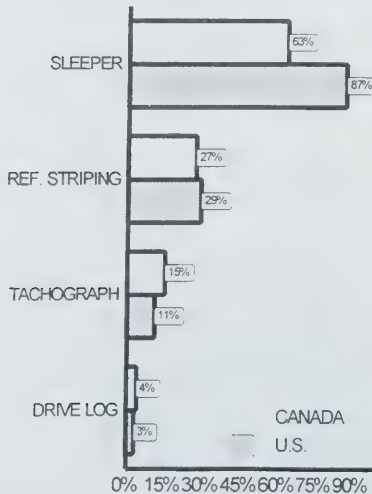 63%
SLEEPER
87%
27%
REF. STRIPING
29%
15%
TACHOGRAPH
11%
4%
DRIVE LOG
3%
CANADA
U.S.
0% 15% 30% 45% 60% 75% 90%